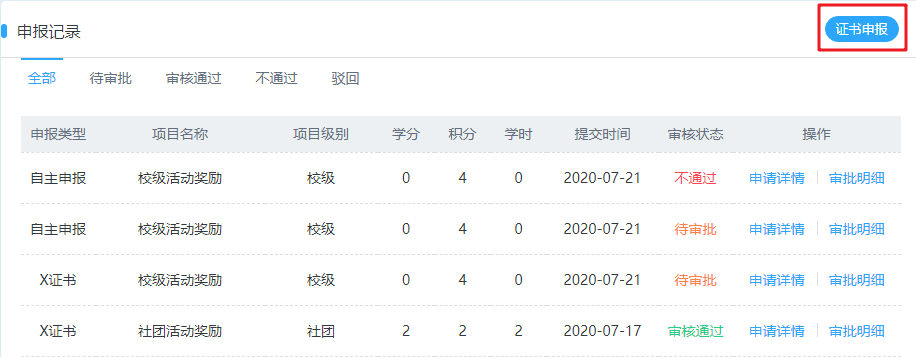 申报记录 证书申报
全部 待审批 审核通过 不通过 驳回
申报类型 项目名称 项目级别 学分 积分 学时 提交时间 审核状态 操作
自主申报 校级活动奖励 校级 0 4 0 2020-07-21 不通过 申请详情 审批明细
自主申报 校级活动奖励 校级 0 4 0 2020-07-21 待审批 申请详情 审批明细
X证书 校级活动奖励 校级 0 4 0 2020-07-21 待审批 申请详情 审批明细
X证书 社团活动奖励 社团 2 2 2 2020-07-17 审核通过 申请详情 审批明细